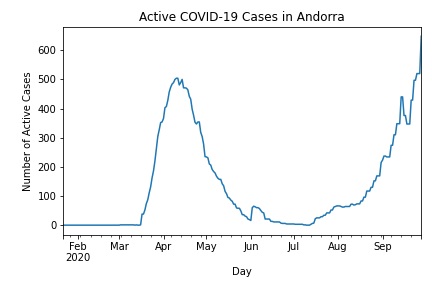 Active COVID-19 Cases in Andorra
Number of Active Cases
600
500
400
300
200
100
0
Feb Mar Apr May Jun Jul Aug Sep
2020
Day